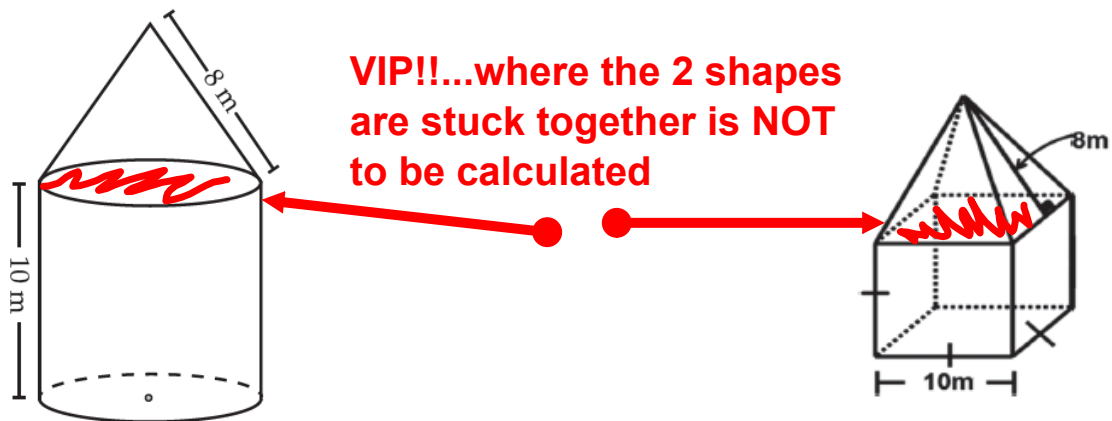 8 m
10 m
VIP!!...where the 2 shapes
are stuck together is NOT
to be calculated
8m
10m